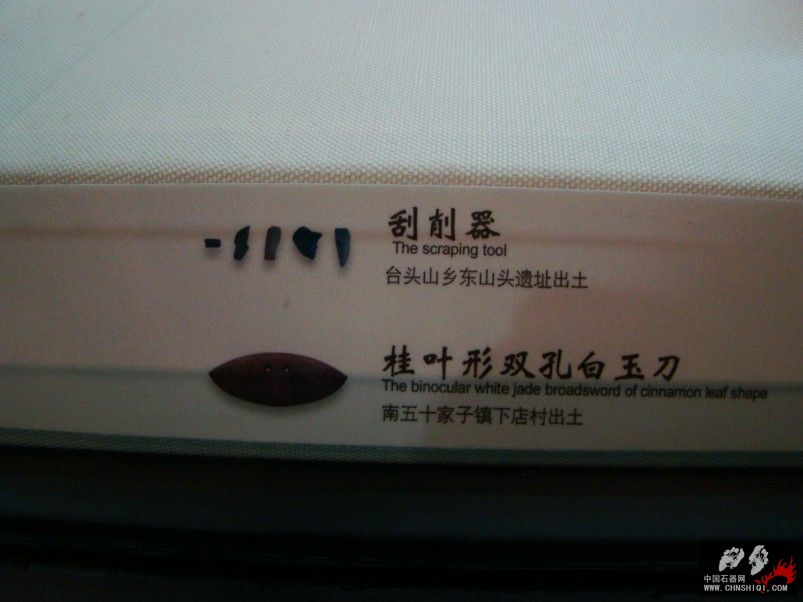 刮削器
The scraping tool
台头山乡东山头遗址出土
桂叶形双孔白玉刀
The binocular white jade broadsword of cinnamon leaf shape
南五十家子镇下店村出土
中国石器网
WWW.CHNSHIQI.COM